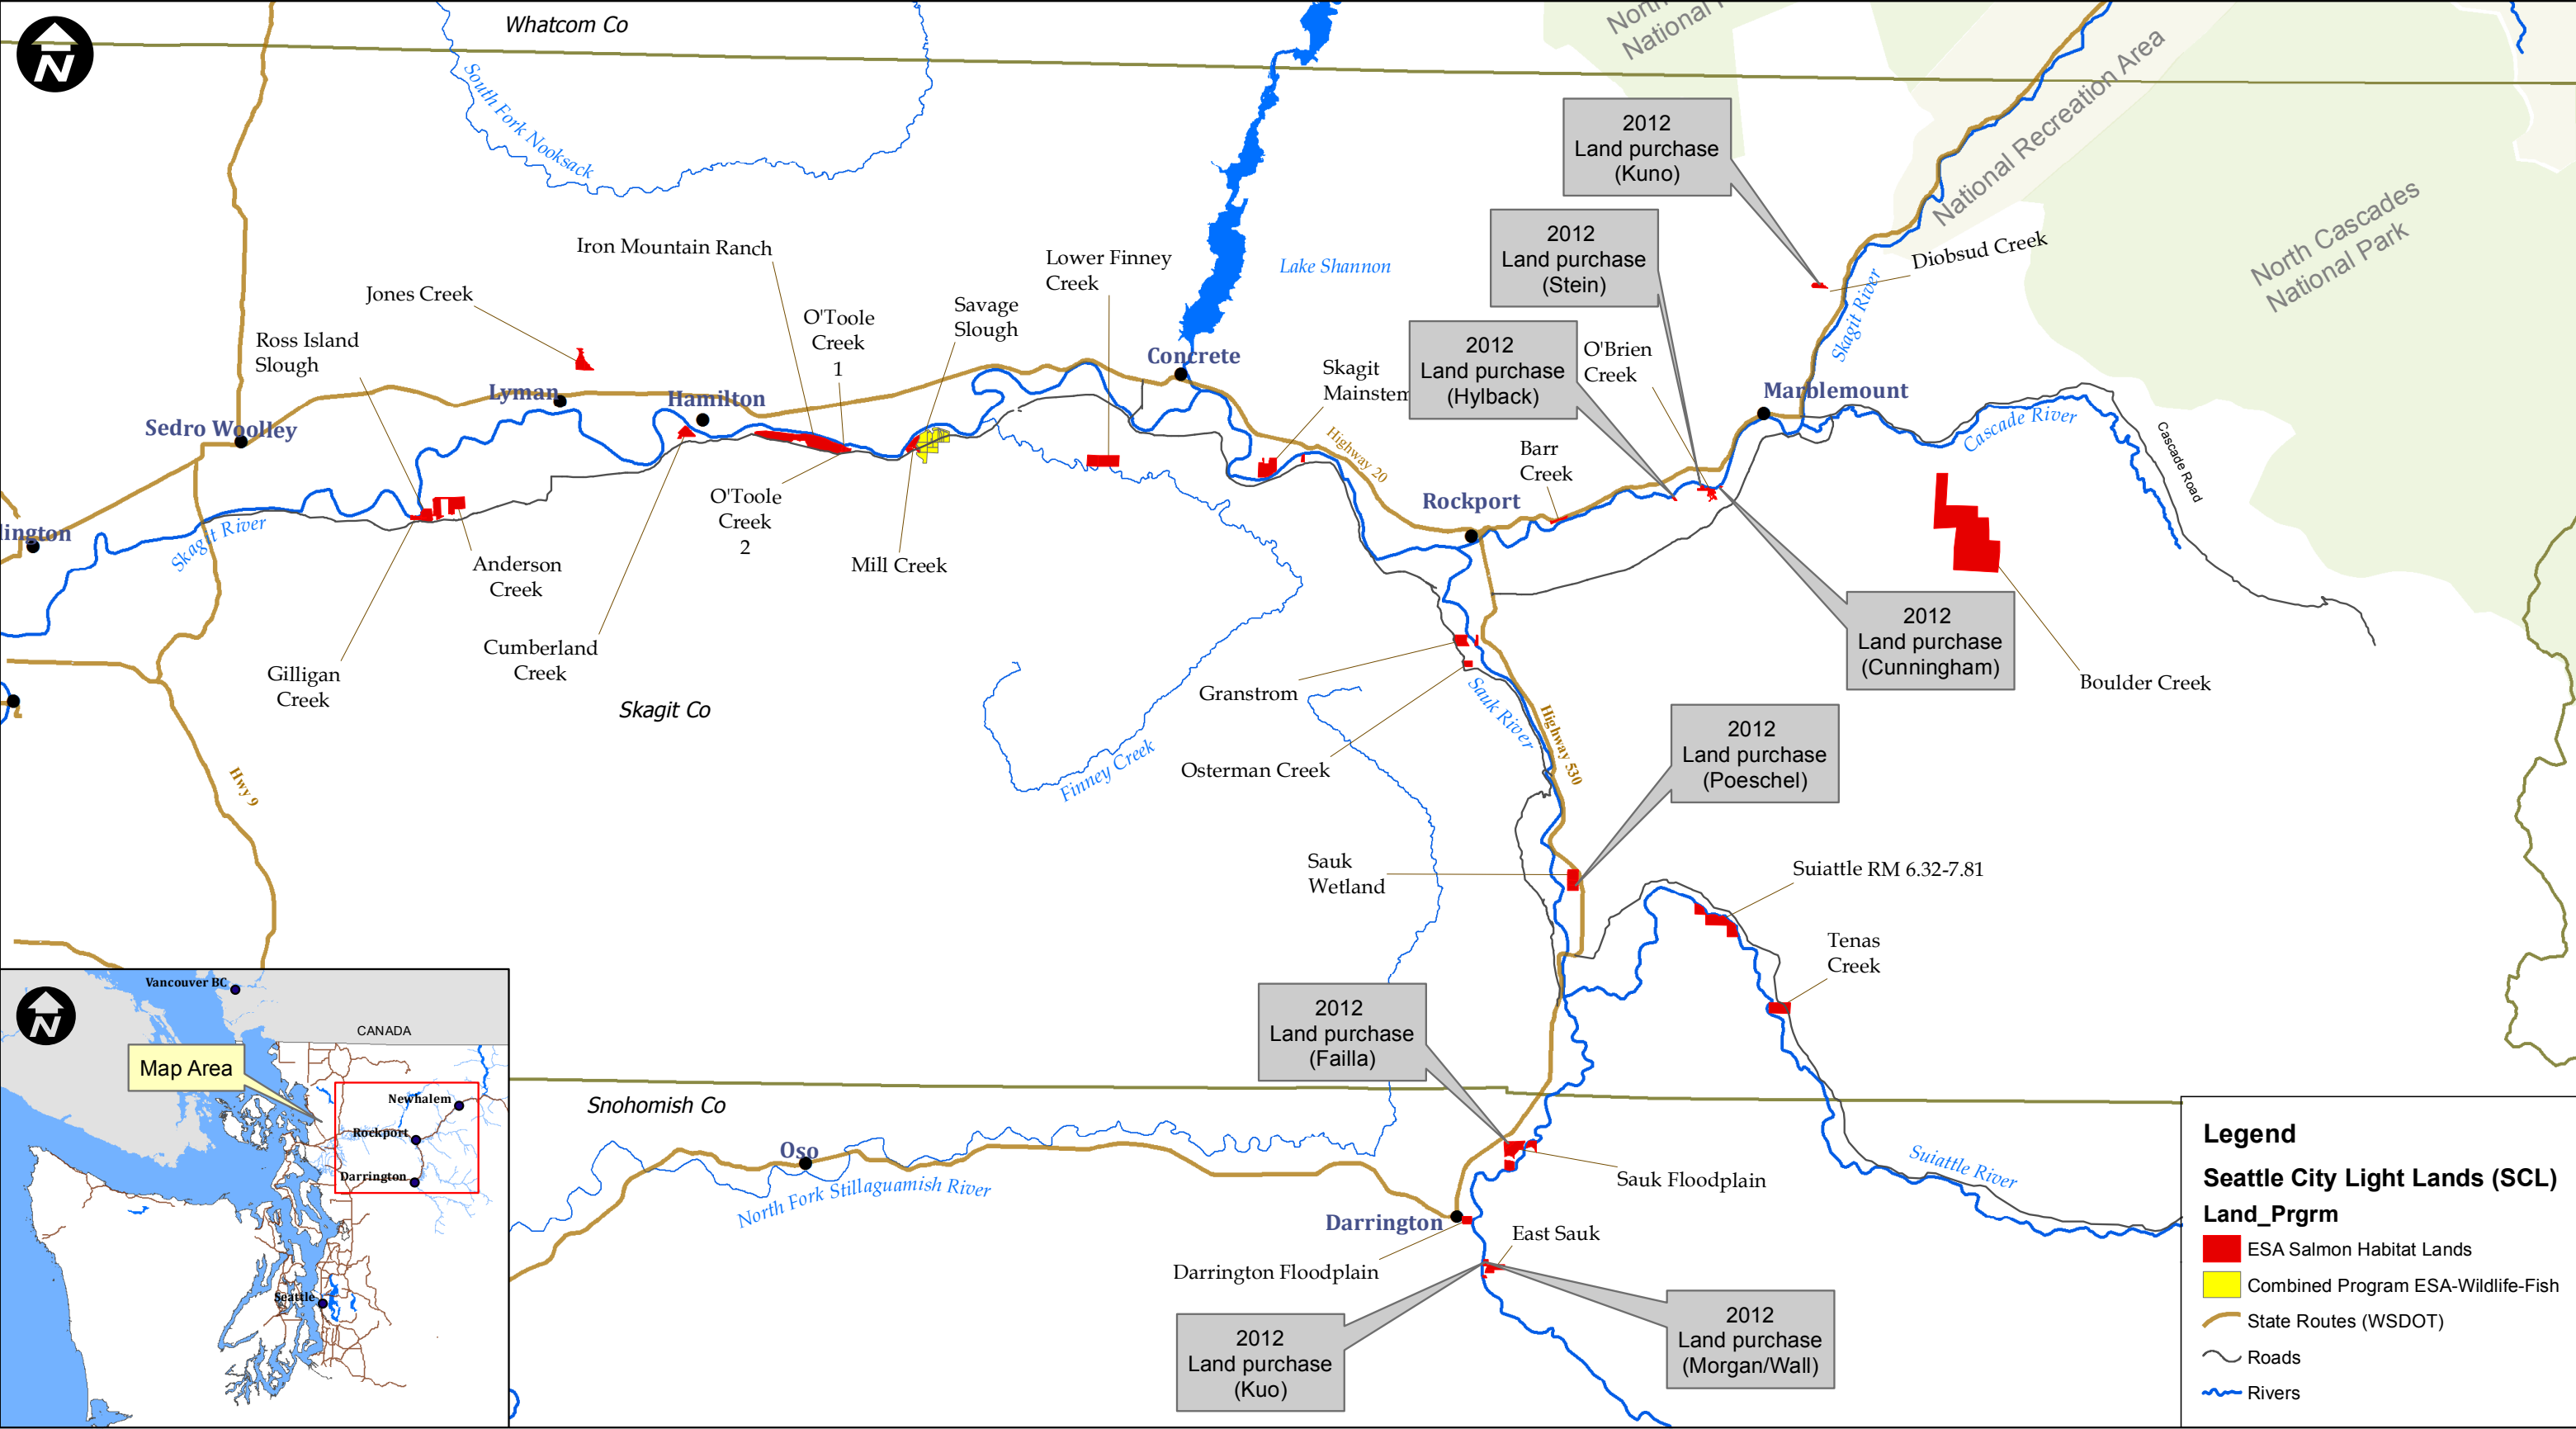 N
Whatcom Co
South Fork Nooksack
National Recreation Area
North Cascades
National Park
2012
Land purchase
(Kuno)
2012
Land purchase
(Stein)
2012
Land purchase
(Hylback)
Diobsud Creek
Skagit River
Lake Shannon
Iron Mountain Ranch
Lower Finney
Creek
Jones Creek
O'Toole
Creek
1
Savage
Slough
Ross Island
Slough
Concrete
Skagit
Mainstem
O'Brien
Creek
Marblemount
Cascade River
Cascade Road
Lyman
Hamilton
Sedro Woolley
Highway 20
Barr
Creek
Rockport
lington
Skagit River
O'Toole
Creek
2
Mill Creek
Anderson
Creek
Cumberland
Creek
Gilligan
Creek
Skagit Co
Granstrom
Osterman Creek
Sauk River
Highway 530
2012
Land purchase
(Cunningham)
Boulder Creek
Hwy 9
Finney Creek
2012
Land purchase
(Poeschel)
Sauk
Wetland
Suiattle RM 6.32-7.81
Tenas
Creek
2012
Land purchase
(Failla)
Snohomish Co
Oso
North Fork Stillaguamish River
Sauk Floodplain
Suiattle River
Darrington
East Sauk
Darrington Floodplain
2012
Land purchase
(Kuo)
2012
Land purchase
(Morgan/Wall)
N
Vancouver BC
CANADA
Map Area
Newhalem
Rockport
Darrington
Seattle
Legend
Seattle City Light Lands (SCL)
Land_Prgrm
ESA Salmon Habitat Lands
Combined Program ESA-Wildlife-Fish
State Routes (WSDOT)
Roads
Rivers